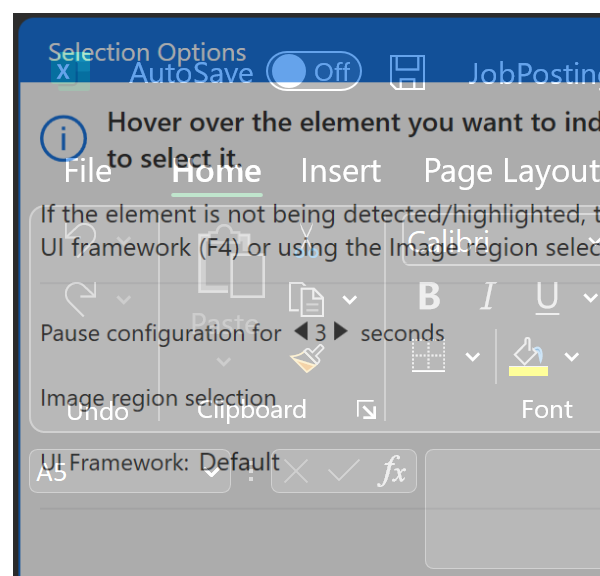 Selection Options
AutoSave Off JobPosting
Hover over the element you want to ind
to select it.
File Home Insert Page Layout
If the element is not being detected/highlighted, t
UI framework (F4) or using the Image region selec
Calibri
B I U
Paste
Pause configuration for 3 seconds
Image region selection
Undo Clipboard Font
UI Framework: Default
A5 fx